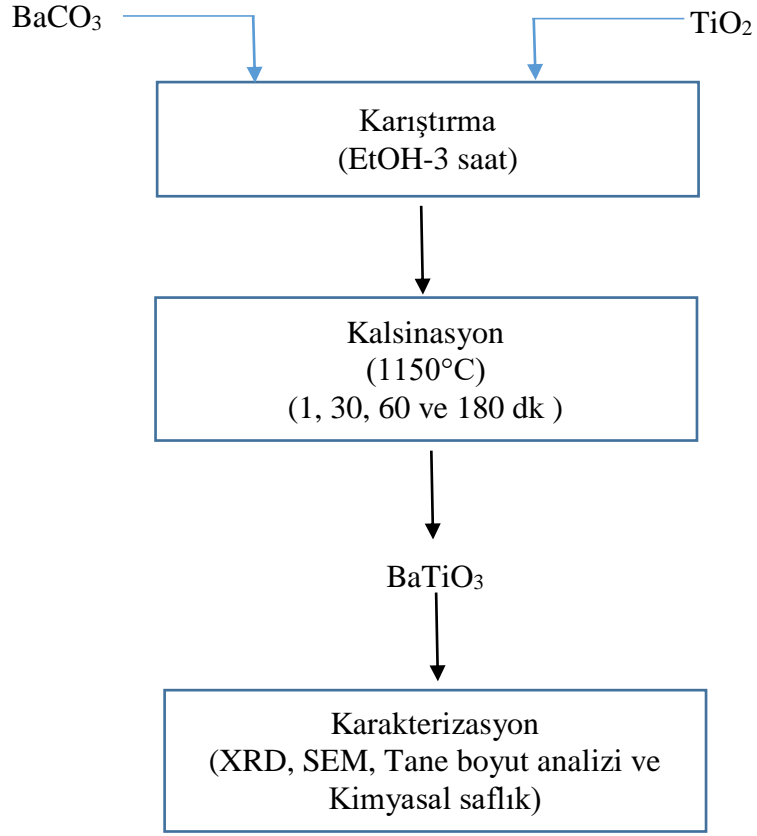 BaCO₃
TiO₂
Karıştırma
(EtOH-3 saat)
Kalsinasyon
(1150°C)
(1, 30, 60 ve 180 dk )
BaTiO₃
Karakterizasyon
(XRD, SEM, Tane boyut analizi ve
Kimyasal saflık)